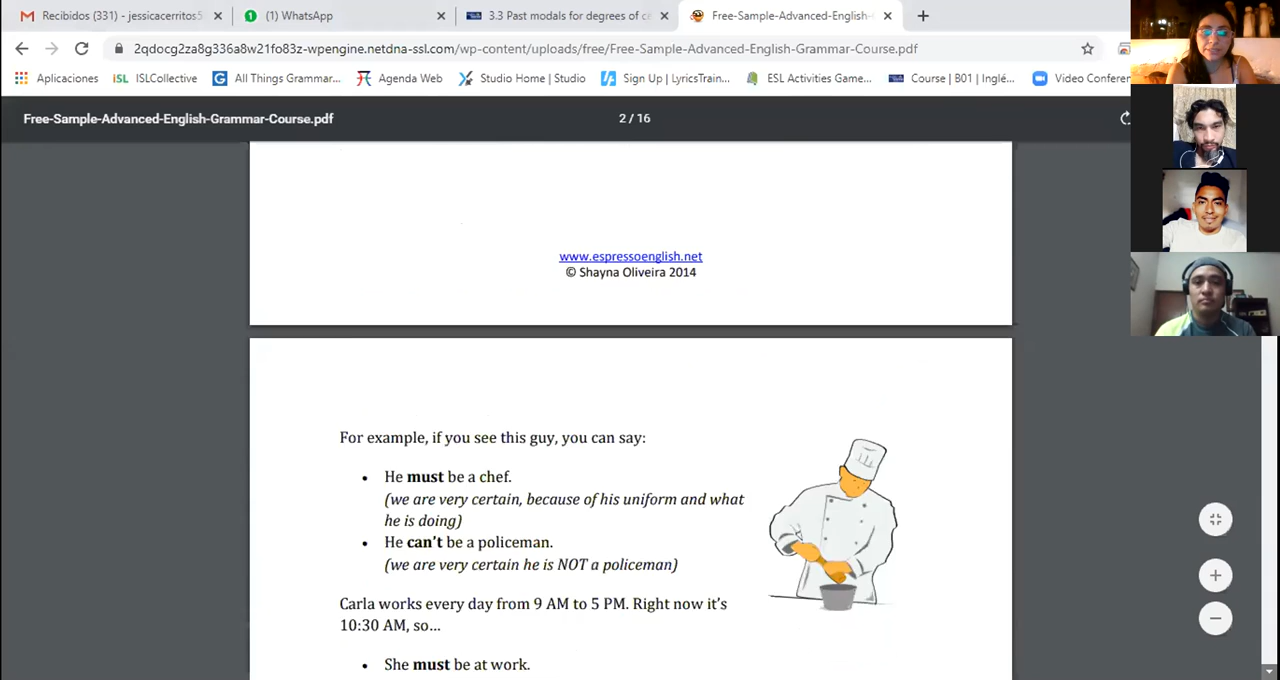 Recibidos (331) - jessicacerritos5
(1) WhatsApp
3.3 Past modals for degrees of ce
Free-Sample-Advanced-English-
2qdocg2za8g336a8w21fo83z-wpengine.netdna-ssl.com/wp-content/uploads/free/Free-Sample-Advanced-English-Grammar-Course.pdf
Aplicaciones
iSL ISLCollective
G All Things Grammar...
Agenda Web
Studio Home | Studio
Sign Up | LyricsTrain...
ESL Activities Game...
Course | B01 | Inglé...
Video Conferen
Free-Sample-Advanced-English-Grammar-Course.pdf
2 / 16
www.espressoenglish.net
© Shayna Oliveira 2014
For example, if you see this guy, you can say:
• He must be a chef.
(we are very certain, because of his uniform and what
he is doing)
• He can't be a policeman.
(we are very certain he is NOT a policeman)
Carla works every day from 9 AM to 5 PM. Right now it's
10:30 AM, so...
• She must be at work.